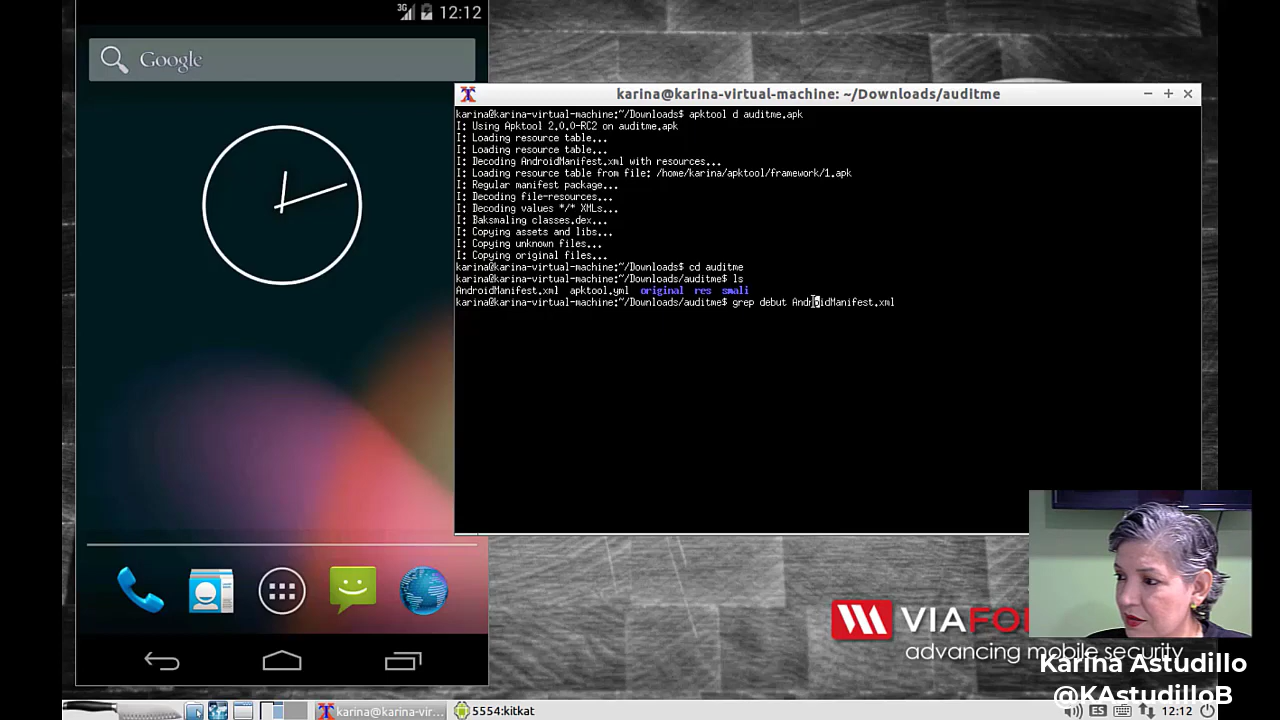 3G 12:12
Google
karina@karina-virtual-machine: ~/Downloads/auditme
karina@karina-virtual-machine:~/Downloads$ apktool d auditme.apk
I: Using Apktool 2.0.0-RC2 on auditme.apk
I: Loading resource table...
I: Loading resource table...
I: Decoding AndroidManifest.xml with resources...
I: Loading resource table from file: /home/karina/apktool/framework/1.apk
I: Regular manifest package...
I: Decoding file-resources...
I: Decoding values */* XMLs...
I: Baksmaling classes.dex...
I: Copying assets and libs...
I: Copying unknown files...
I: Copying original files...
karina@karina-virtual-machine:~/Downloads$ cd auditme
karina@karina-virtual-machine:~/Downloads/auditme$ ls
AndroidManifest.xml apktool.yml original res smali
karina@karina-virtual-machine:~/Downloads/auditme$ grep debut AndroidManifest.xml
advancing mobile security
Karina Astudillo
@KAstudilloB
karina@karina-vir...
5554:kitkat
ES 12:12